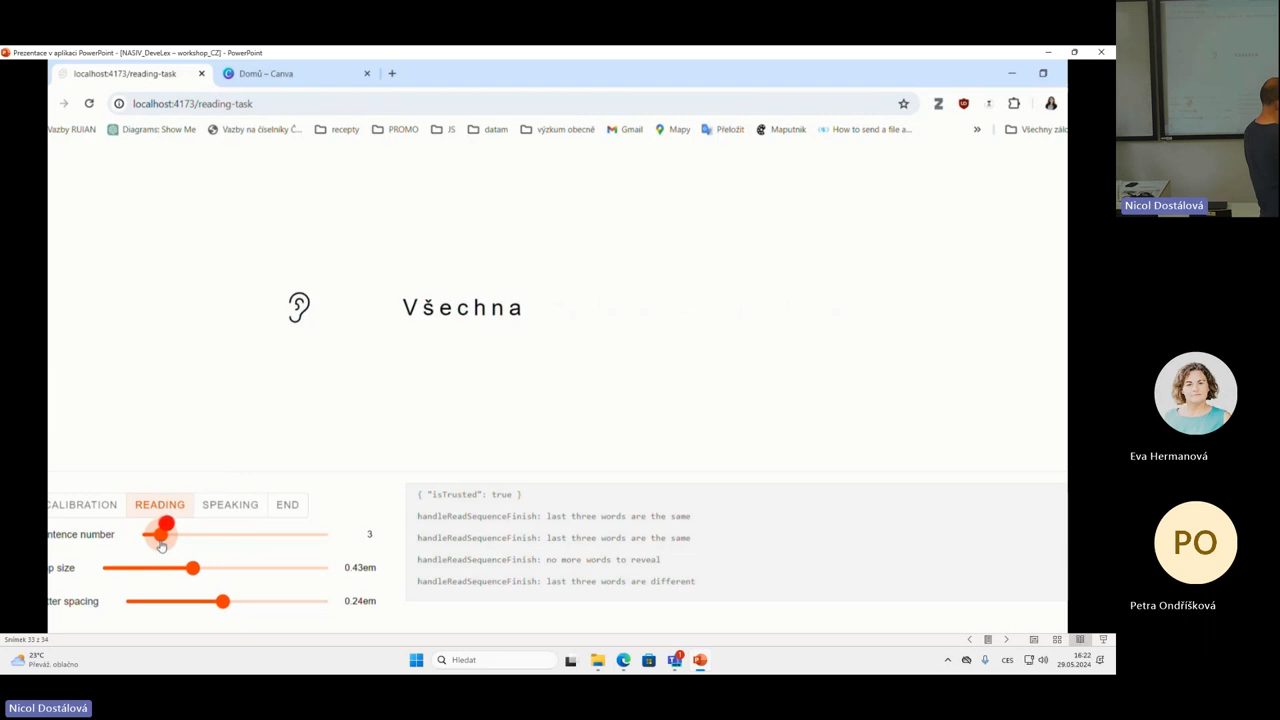 Prezentace v aplikaci PowerPoint - [NASIV_DeveLex – workshop_CZ] - PowerPoint
localhost:4173/reading-task
Domů – Canva
localhost:4173/reading-task
Vazby RUIAN
Diagrams: Show Me
Vazby na číselníky Č...
recepty
PROMO
JS
datam
výzkum obecně
Gmail
Mapy
Přeložit
Maputnik
How to send a file a...
»
Všechny zálo
Nicol Dostálová
Všechna
Eva Hermanová
CALIBRATION
READING
SPEAKING
END
{ "isTrusted": true }
handleReadSequenceFinish: last three words are the same
handleReadSequenceFinish: last three words are the same
handleReadSequenceFinish: no more words to reveal
handleReadSequenceFinish: last three words are different
ntence number
3
p size
0.43em
tter spacing
0.24em
PO
Petra Ondříšková
Snímek 33 z 34
23°C
Převáž. oblačno
Hledat
1
CES
16:22
29.05.2024
Nicol Dostálová